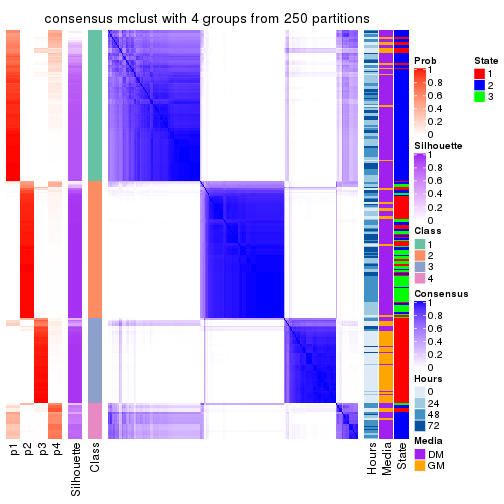 consensus mclust with 4 groups from 250 partitions
Prob
1
0.8
0.6
0.4
0.2
0
State
1
2
3
Silhouette
1
0.8
0.6
0.4
0.2
0
Class
1
2
3
4
Consensus
1
0.8
0.6
0.4
0.2
0
Hours
0
24
48
72
Media
DM
GM
p1
p2
p3
p4
Silhouette
Class
Hours
Media
State